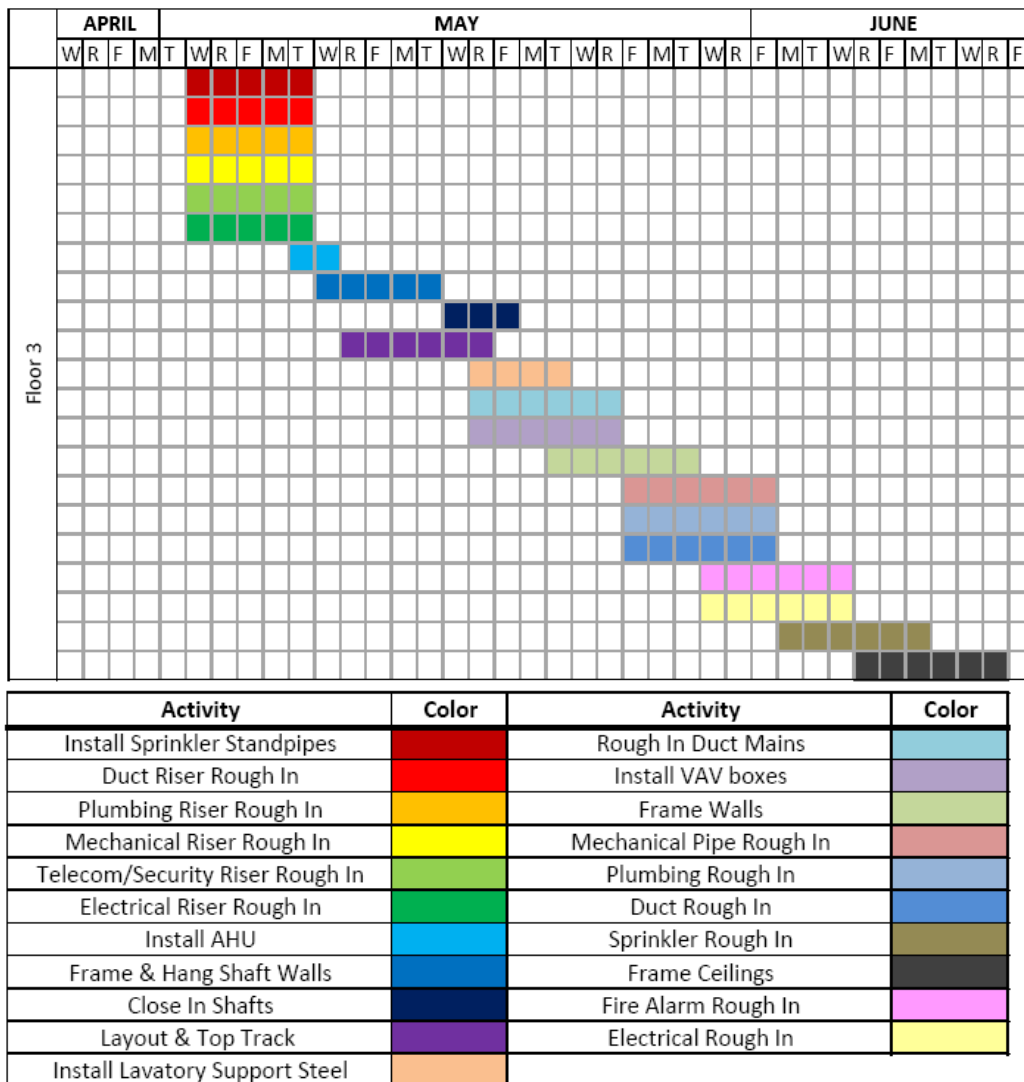 APRIL MAY JUNE
W R F M T W R F M T W R F M T W R F M T W R F M T W R F M T W R F M T W R F
Floor 3
Activity Color Activity Color
Install Sprinkler Standpipes Rough In Duct Mains
Duct Riser Rough In Install VAV boxes
Plumbing Riser Rough In Frame Walls
Mechanical Riser Rough In Mechanical Pipe Rough In
Telecom/Security Riser Rough In Plumbing Rough In
Electrical Riser Rough In Duct Rough In
Install AHU Sprinkler Rough In
Frame & Hang Shaft Walls Frame Ceilings
Close In Shafts Fire Alarm Rough In
Layout & Top Track Electrical Rough In
Install Lavatory Support Steel